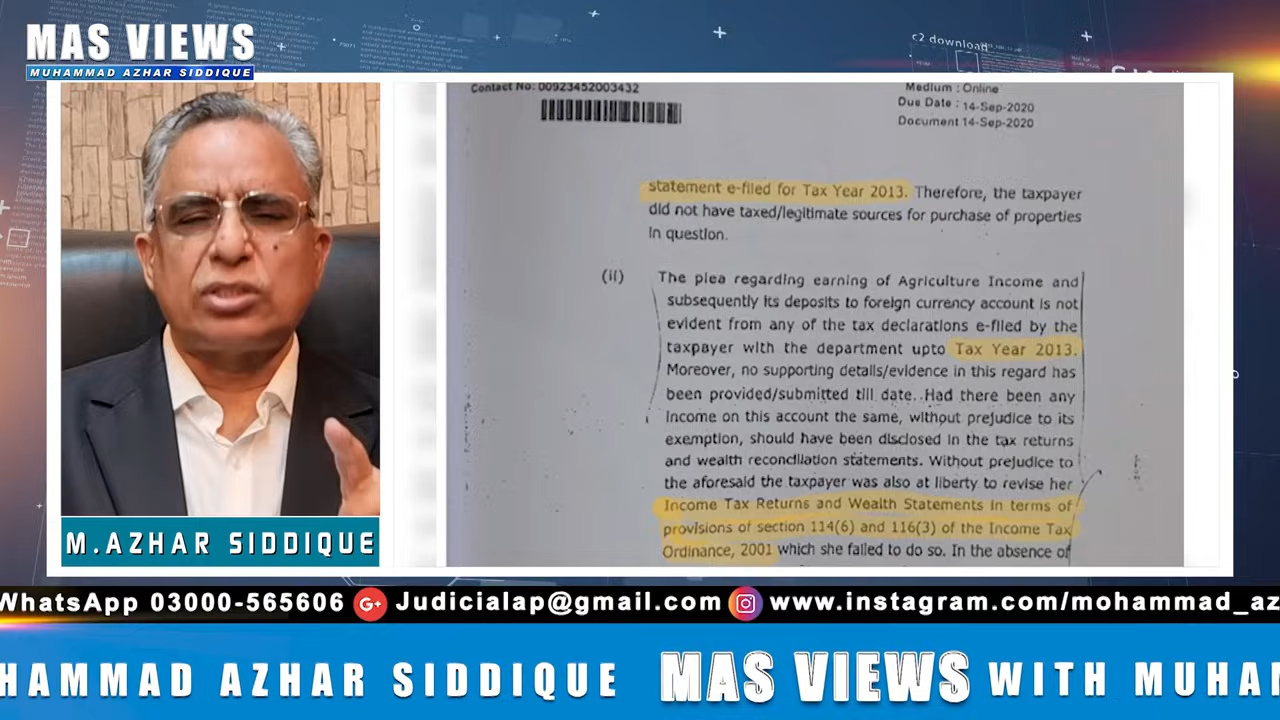 MAS VIEWS
MUHAMMAD AZHAR SIDDIQUE
c2 download
Contact No: 00923452003432
Medium : Online
Due Date : 14-Sep-2020
Document 14-Sep-2020
statement e-filed for Tax Year 2013. Therefore, the taxpayer
did not have taxed/legitimate sources for purchase of properties
in question.
(ii) The plea regarding earning of Agriculture Income and
subsequently its deposits to foreign currency account is not
evident from any of the tax declarations e-filed by the
taxpayer with the department upto Tax Year 2013.
Moreover, no supporting details/evidence in this regard has
been provided/submitted till date. Had there been any
income on this account the same, without prejudice to its
exemption, should have been disclosed in the tax returns
and wealth reconciliation statements. Without prejudice to
the aforesaid the taxpayer was also at liberty to revise her
Income Tax Returns and Wealth Statements in terms of
provisions of section 114(6) and 116(3) of the Income Tax
Ordinance, 2001 which she failed to do so. In the absence of
M.AZHAR SIDDIQUE
WhatsApp 03000-565606 G+ Judicialap@gmail.com www.instagram.com/mohammad_az
HAMMAD AZHAR SIDDIQUE MAS VIEWS WITH MUHAN